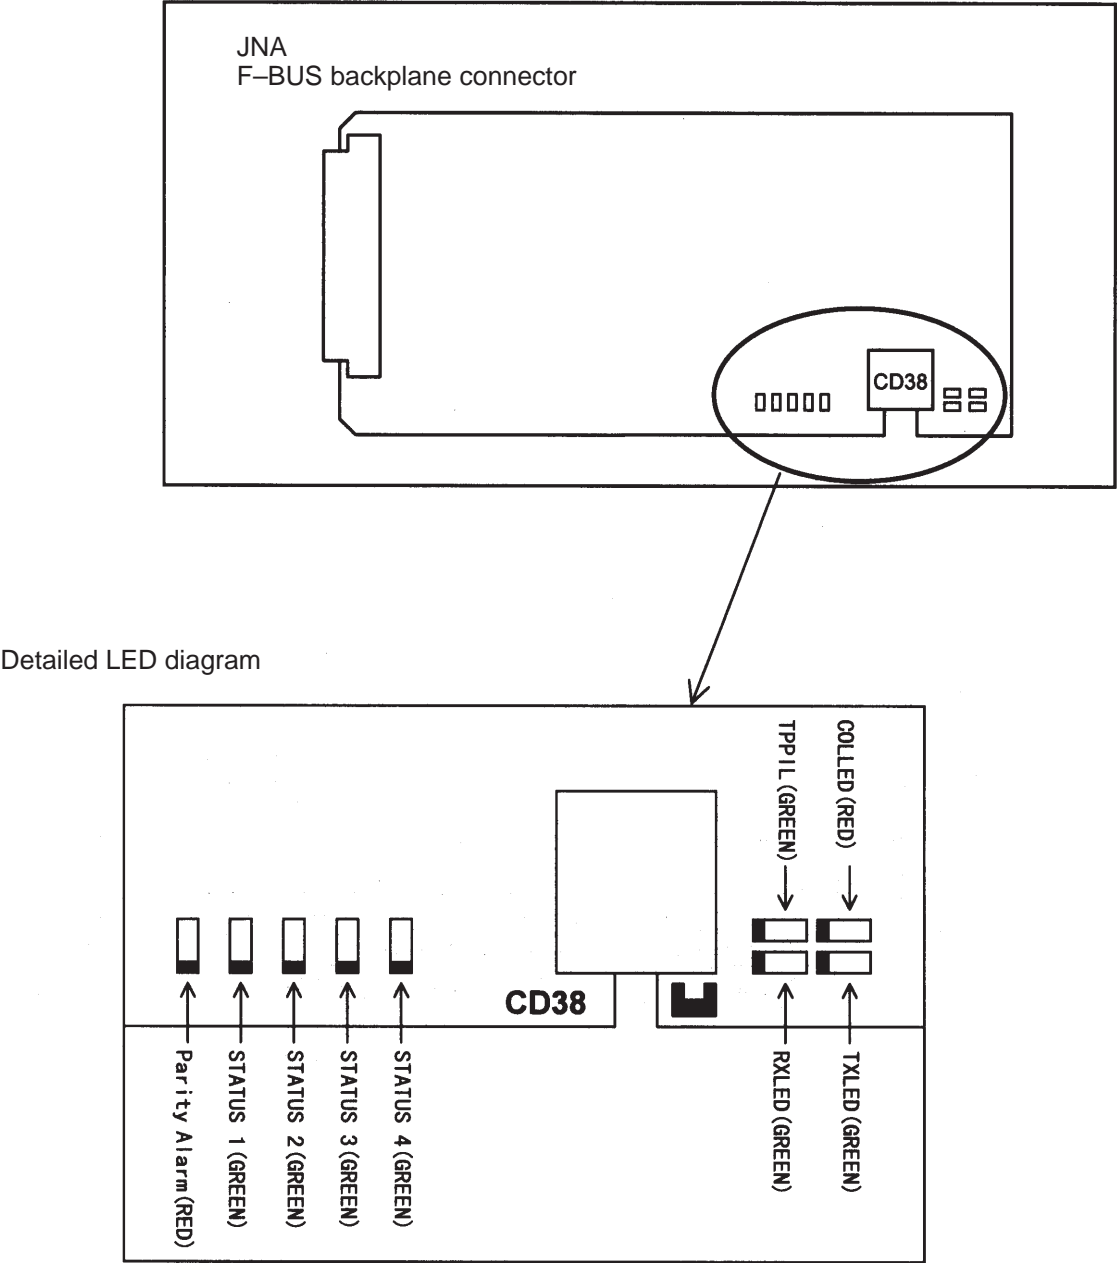 JNA
F–BUS backplane connector
CD38
Detailed LED diagram
TPPIL(GREEN)
COLLED(RED)
CD38
Parity Alarm(RED)
STATUS 1(GREEN)
STATUS 2(GREEN)
STATUS 3(GREEN)
STATUS 4(GREEN)
RXLED(GREEN)
TXLED(GREEN)